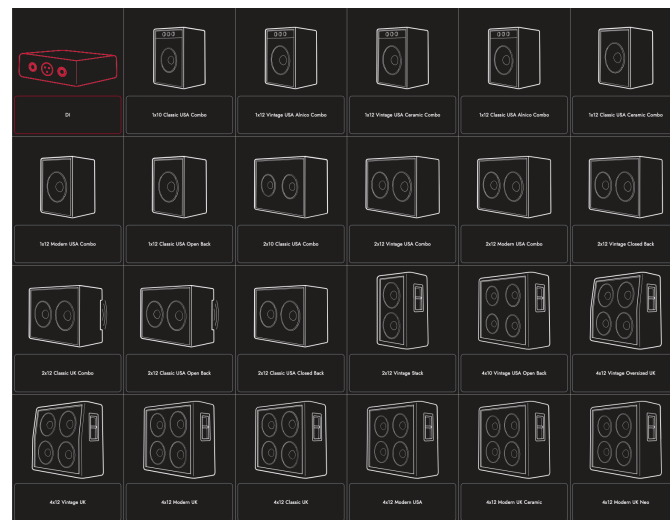 DI
1x10 Classic USA Combo
1x12 Vintage USA Alnico Combo
1x12 Vintage USA Ceramic Combo
1x12 Classic USA Alnico Combo
1x12 Classic USA Ceramic Combo
1x12 Modern USA Combo
1x12 Classic USA Open Back
2x10 Classic USA Combo
2x12 Vintage USA Combo
2x12 Modern USA Combo
2x12 Vintage Closed Back
2x12 Classic UK Combo
2x12 Classic USA Open Back
2x12 Classic USA Closed Back
2x12 Vintage Stack
4x10 Vintage USA Open Back
4x12 Vintage Oversized UK
4x12 Vintage UK
4x12 Modern UK
4x12 Classic UK
4x12 Modern USA
4x12 Modern UK Ceramic
4x12 Modern UK Neo